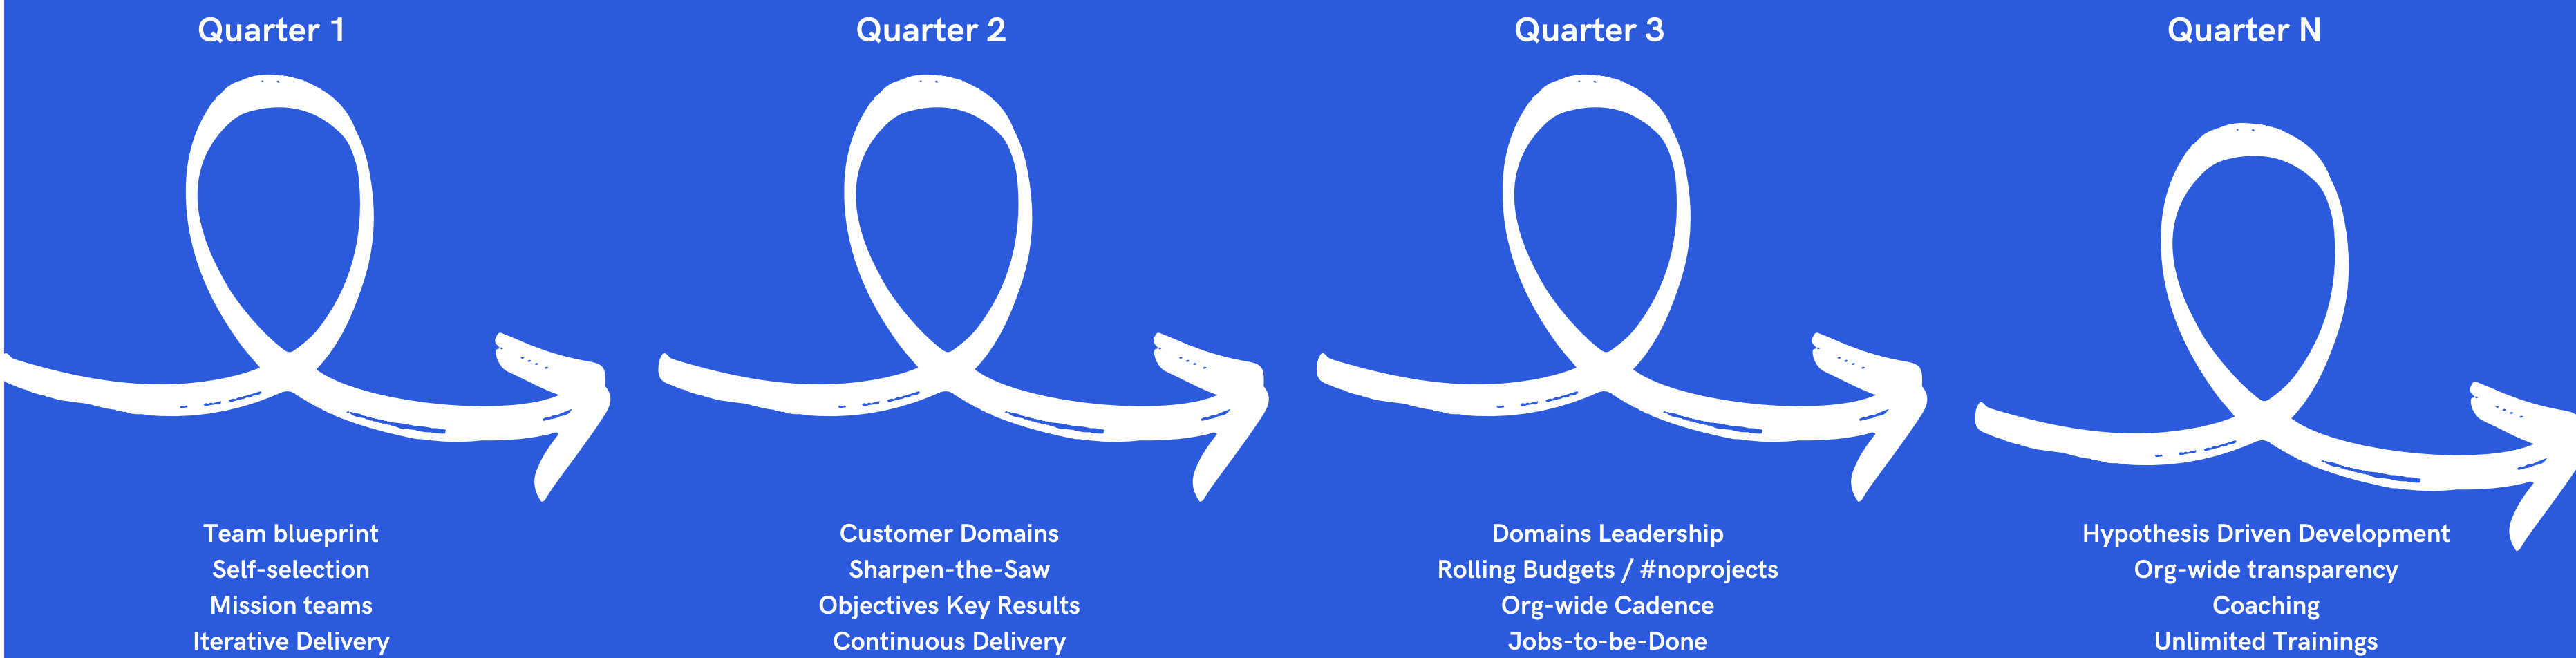 Quarter 1
Team blueprint
Self-selection
Mission teams
Iterative Delivery
Quarter 2
Customer Domains
Sharpen-the-Saw
Objectives Key Results
Continuous Delivery
Quarter 3
Domains Leadership
Rolling Budgets / #noprojects
Org-wide Cadence
Jobs-to-be-Done
Quarter N
Hypothesis Driven Development
Org-wide transparency
Coaching
Unlimited Trainings